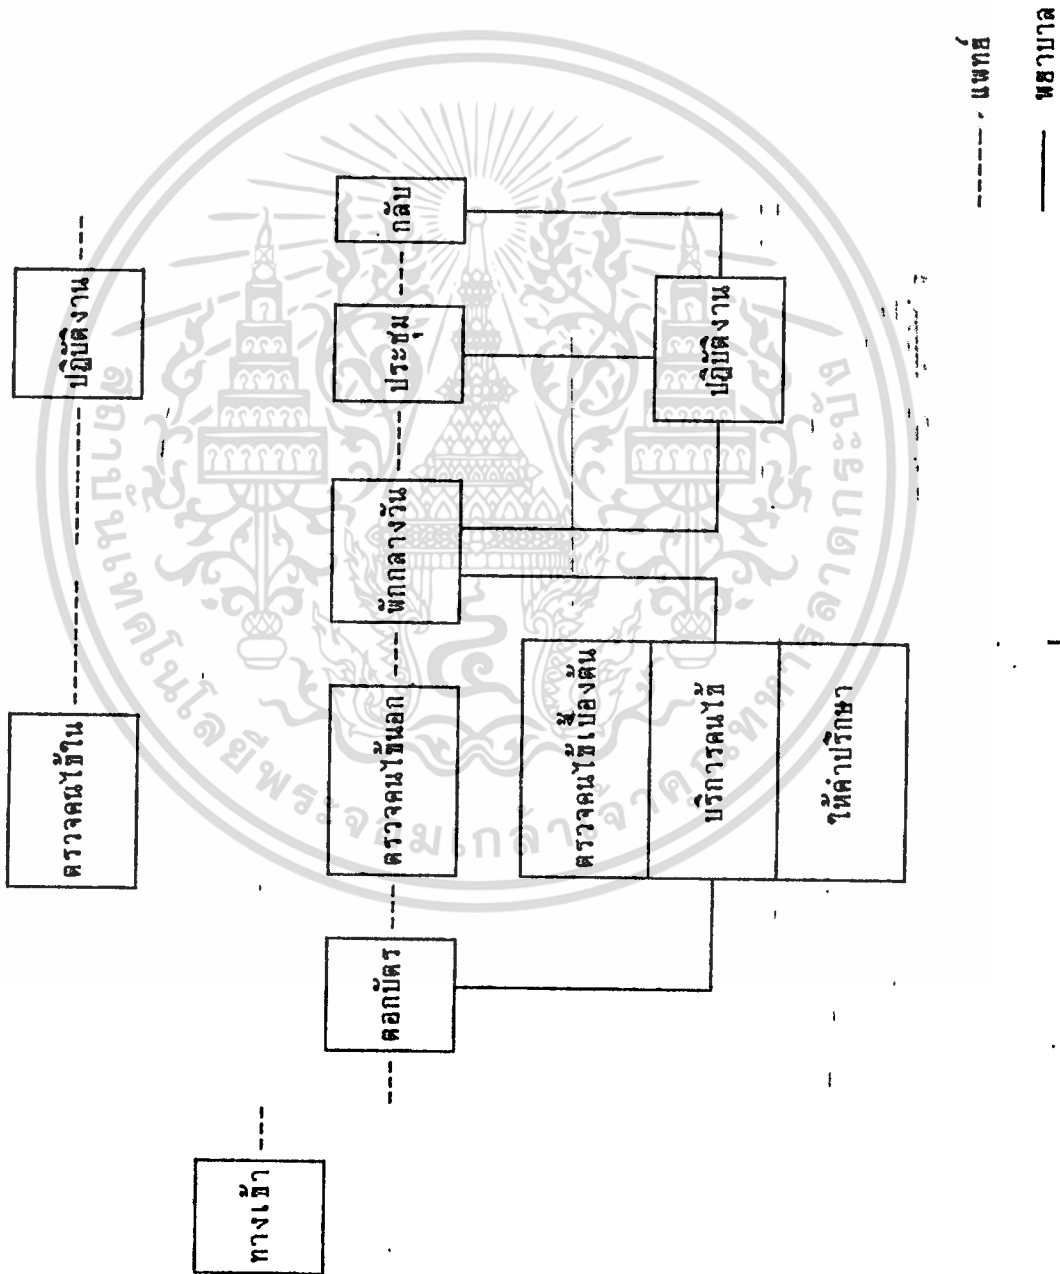 ทางเข้า
ตอกบัตร
ตรวจคนไข้ใน
ตรวจคนไข้นอก
ตรวจคนไข้เบื้องต้น
บริการคนไข้
ให้คำปรึกษา
พักกลางวัน
ปฏิบัติงาน
ประชุม
ปฏิบัติงาน
กลับ
แพทย์
พยาบาล